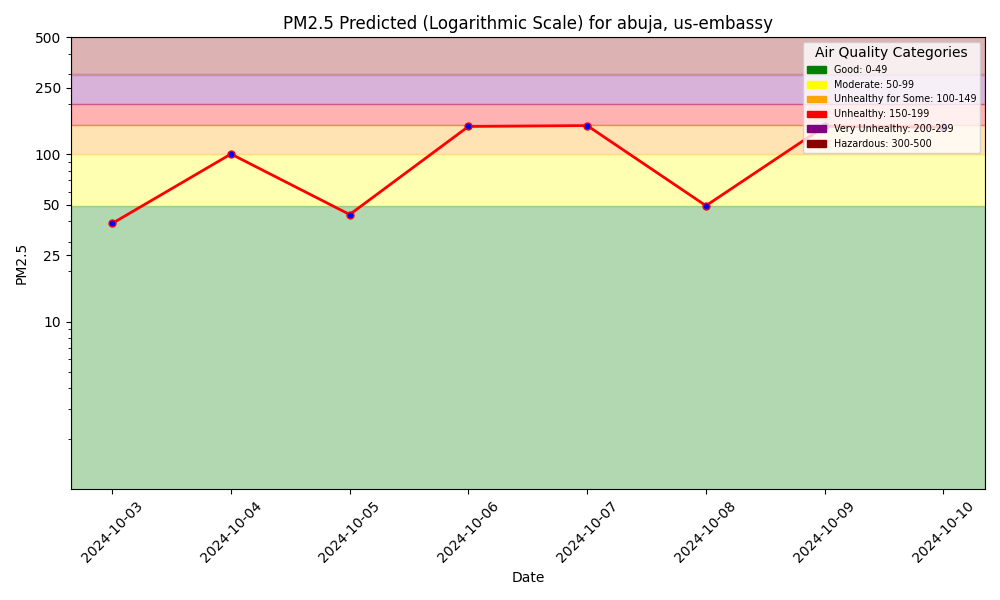 PM2.5 Predicted (Logarithmic Scale) for abuja, us-embassy
Air Quality Categories
Good: 0-49
Moderate: 50-99
Unhealthy for Some: 100-149
Unhealthy: 150-199
Very Unhealthy: 200-299
Hazardous: 300-500
PM2.5
500
250
100
50
25
10
2024-10-03
2024-10-04
2024-10-05
2024-10-06
2024-10-07
2024-10-08
2024-10-09
2024-10-10
Date